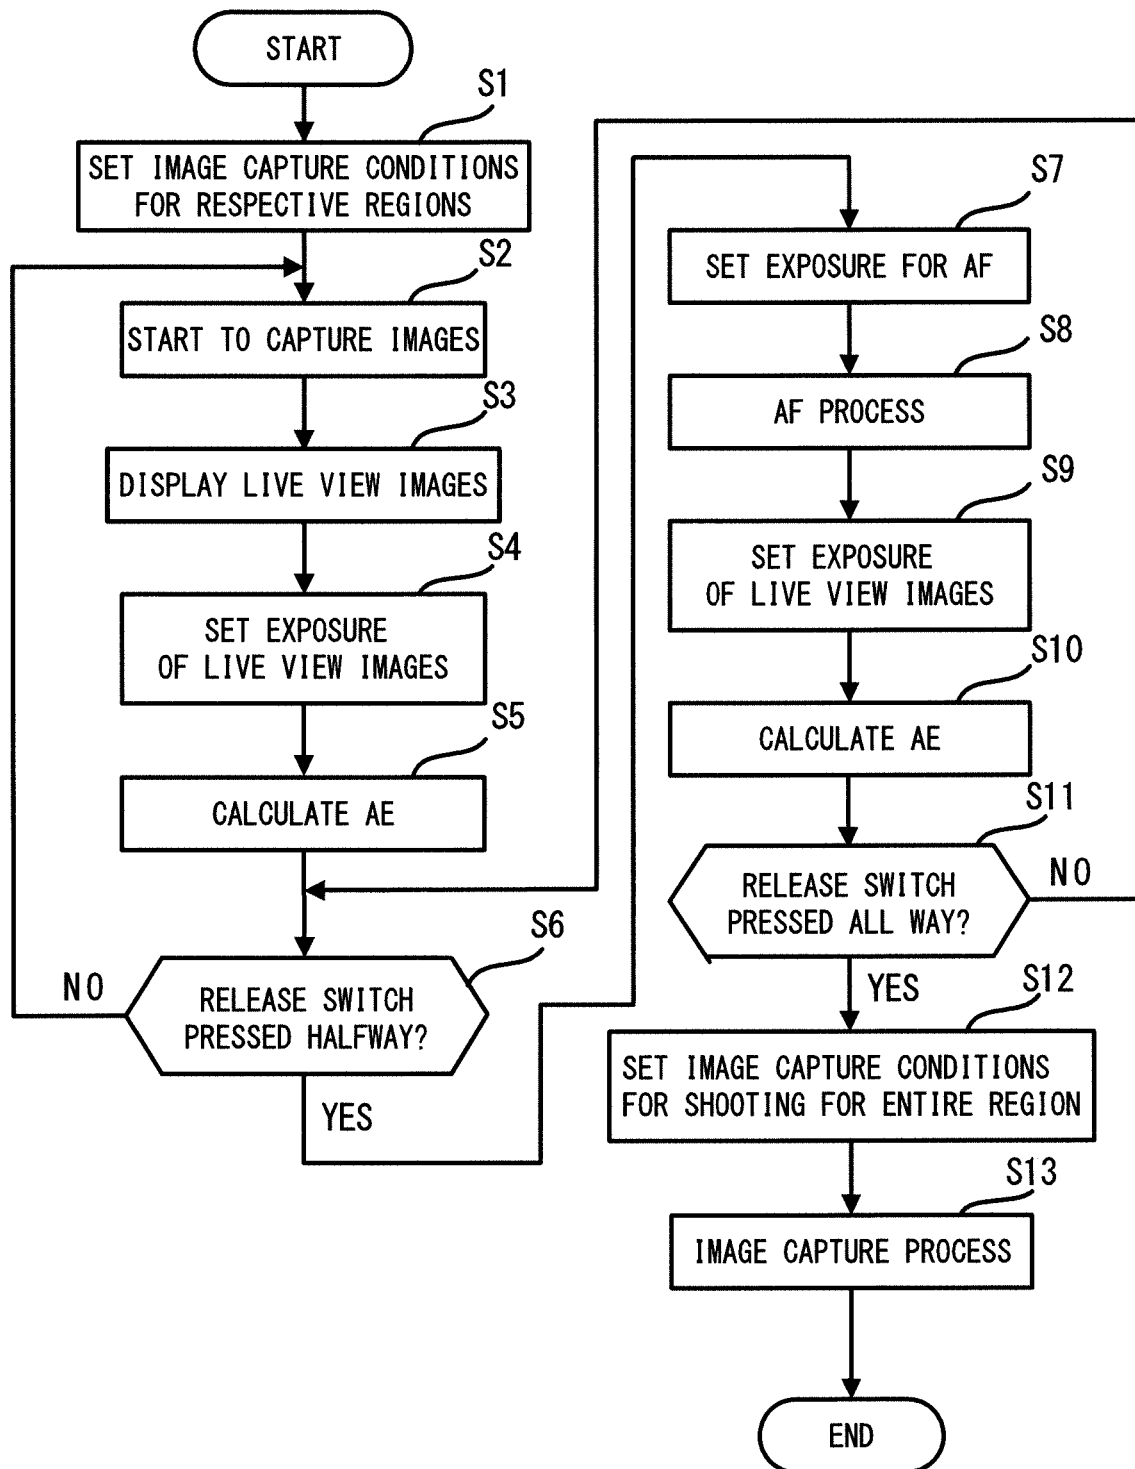 START
S1
SET IMAGE CAPTURE CONDITIONS
FOR RESPECTIVE REGIONS
S2
START TO CAPTURE IMAGES
S3
DISPLAY LIVE VIEW IMAGES
S4
SET EXPOSURE
OF LIVE VIEW IMAGES
S5
CALCULATE AE
S6
RELEASE SWITCH
PRESSED HALFWAY?
NO
YES
S7
SET EXPOSURE FOR AF
S8
AF PROCESS
S9
SET EXPOSURE
OF LIVE VIEW IMAGES
S10
CALCULATE AE
S11
RELEASE SWITCH
PRESSED ALL WAY?
NO
YES
S12
SET IMAGE CAPTURE CONDITIONS
FOR SHOOTING FOR ENTIRE REGION
S13
IMAGE CAPTURE PROCESS
END